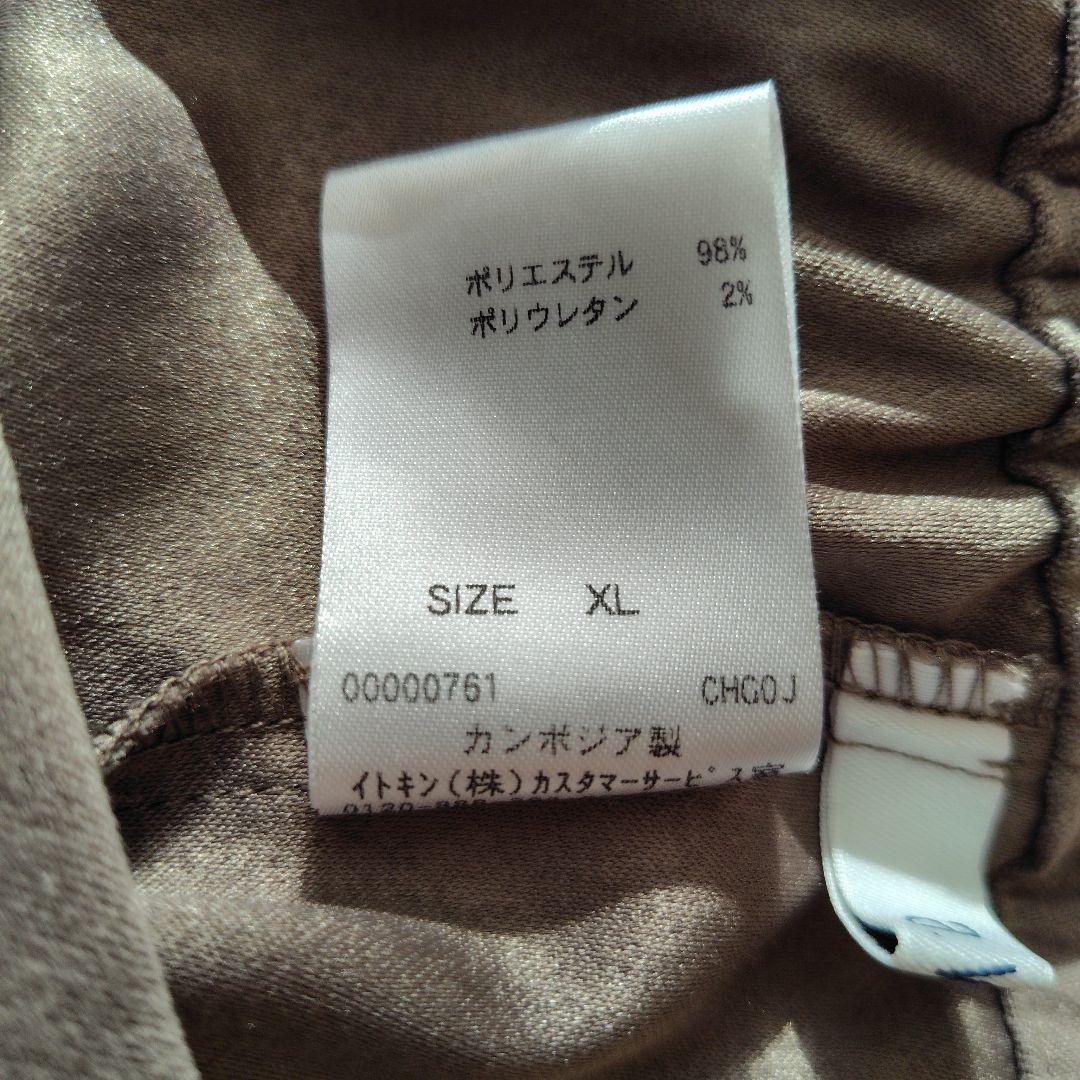 ポリエステル 98%
ポリウレタン 2%
SIZE XL
00000761 CHGOJ
カンボジア製
イトキン(株)カスタマーサービス室